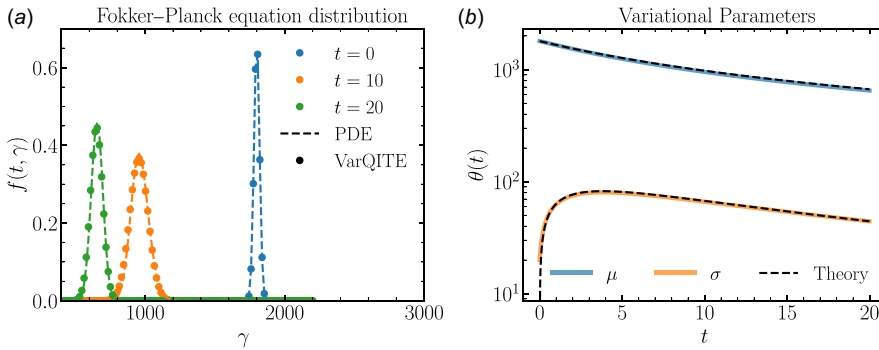 (a)
Fokker–Planck equation distribution
f(t, γ)
0.6
0.4
0.2
0.0
1000
2000
3000
γ
t = 0
t = 10
t = 20
PDE
VarQITE
(b)
Variational Parameters
θ(t)
10³
10²
10¹
0
5
10
15
20
t
μ
σ
Theory